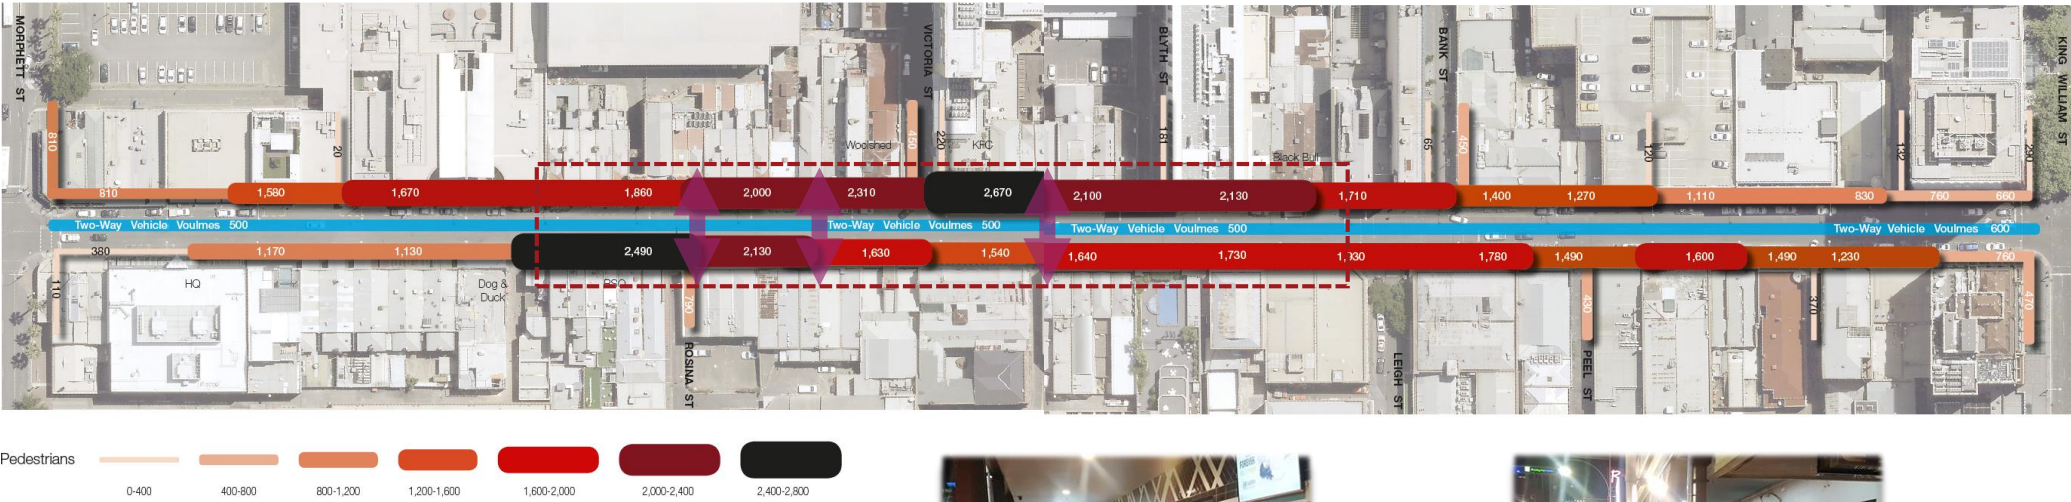 MORPHETT ST
VICTORIA ST
BLYTH ST
BANK ST
KING WILLIAM ST
810
20
450
220
181
65
450
120
132
Woolshed
KFC
Black Bull
810
1,580
1,670
1,860
2,000
2,310
2,670
2,100
2,130
1,710
1,400
1,270
1,110
830
760
660
Two-Way Vehicle Voulmes 500
Two-Way Vehicle Voulmes 500
Two-Way Vehicle Voulmes 500
Two-Way Vehicle Voulmes 600
380
1,170
1,130
2,490
2,130
1,630
1,540
1,640
1,730
1,780
1,490
1,600
1,490
1,230
760
110
HQ
Dog &
Duck
790
430
370
470
ROSINA ST
LEIGH ST
PEEL ST
Pedestrians
0-400
400-800
800-1,200
1,200-1,600
1,600-2,000
2,000-2,400
2,400-2,800